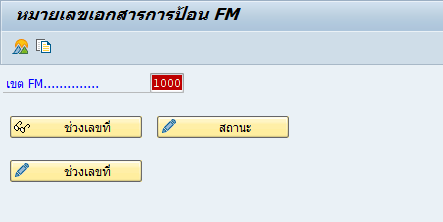 หมายเลขเอกสารการป้อน FM
เขต FM.............. 1000
ช่วงเลขที่ สถานะ
ช่วงเลขที่